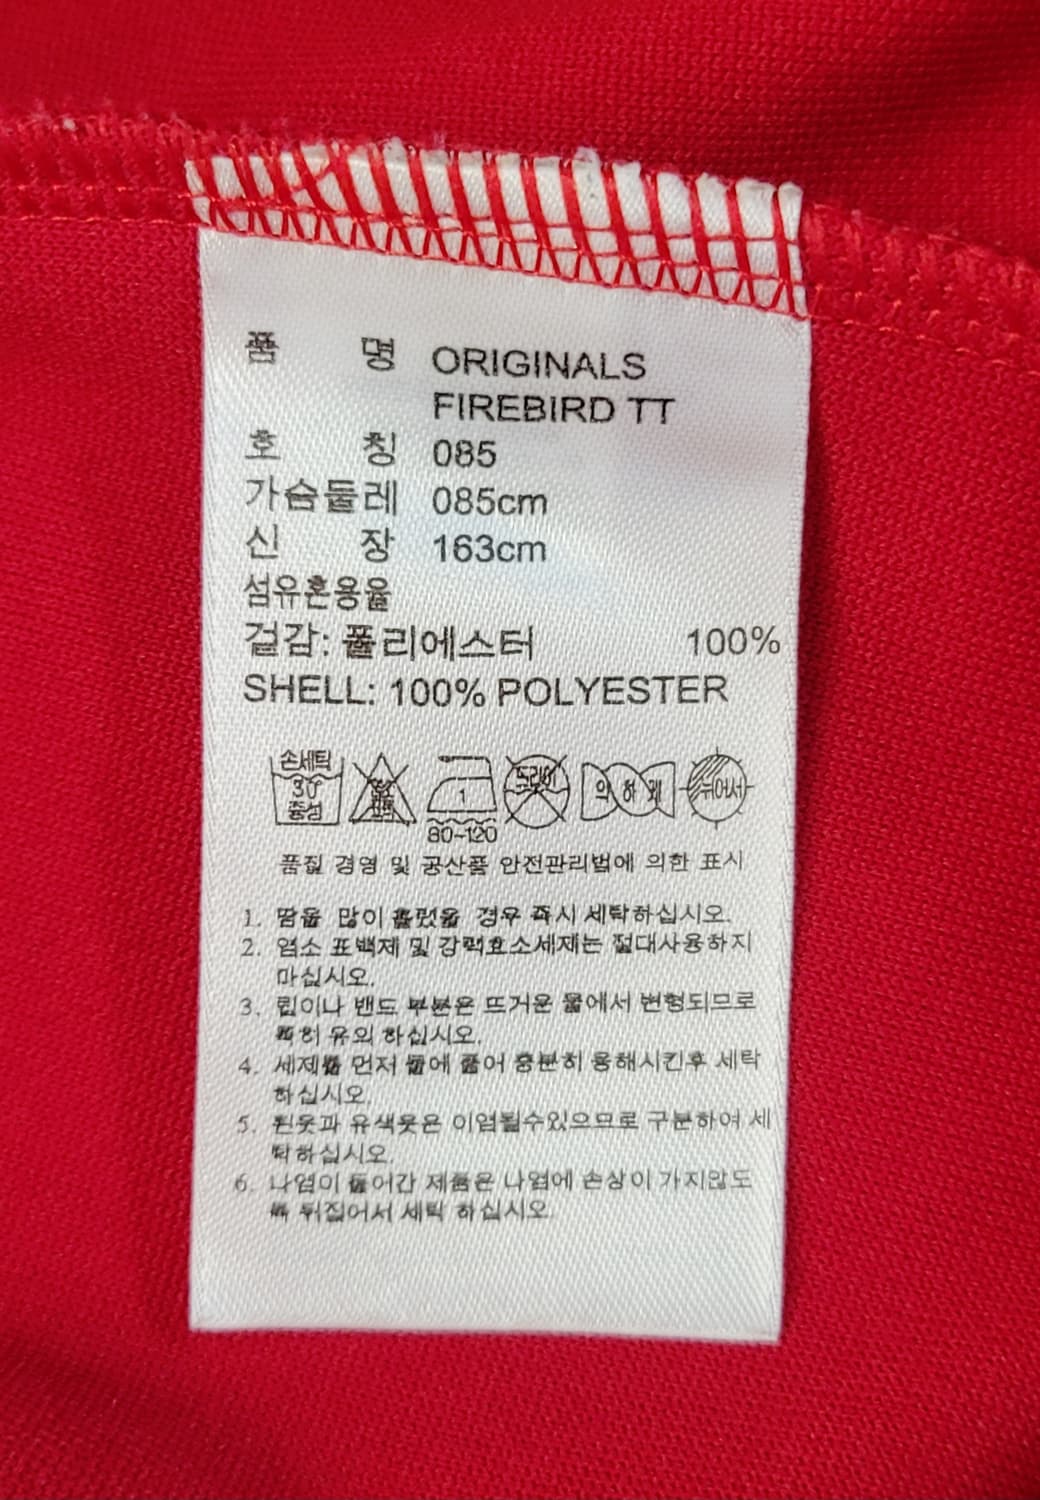 품 명 ORIGINALS
FIREBIRD TT
호 칭 085
가슴둘레 085cm
신 장 163cm
섬유혼용율
겉감: 폴리에스터 100%
SHELL: 100% POLYESTER
손세탁 30 중성 1 80~120 드라이 약하게 뉘어서
품질 경영 및 공산품 안전관리법에 의한 표시
1. 땀을 많이 흘렸을 경우 즉시 세탁하십시오.
2. 염소 표백제 및 강력효소세제는 절대사용하지
마십시오.
3. 립이나 밴드 부분은 뜨거운 물에서 변형되므로
특히 유의 하십시오.
4. 세제를 먼저 물에 풀어 충분히 용해시킨후 세탁
하십시오.
5. 흰옷과 유색옷은 이염될수있으므로 구분하여 세
탁하십시오.
6. 나염이 들어간 제품은 나염에 손상이 가지않도
록 뒤집어서 세탁 하십시오.